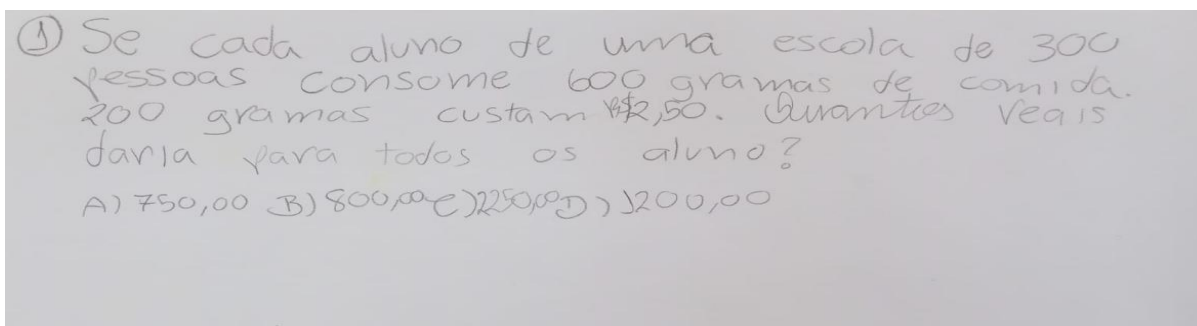 ① Se cada aluno de uma escola de 300
pessoas consome 600 gramas de comida.
200 gramas custam R$2,50. Quantos reais
daria para todos os aluno?
A) 750,00 B) 800,00 C) 2250,00 D) 1200,00